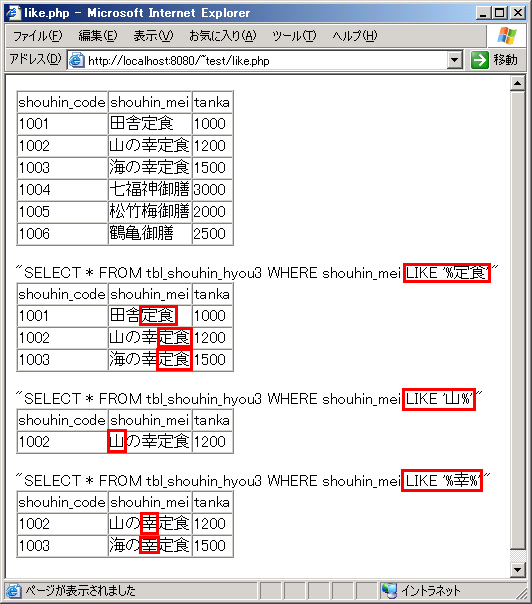 like.php - Microsoft Internet Explorer
ファイル(F) 編集(E) 表示(V) お気に入り(A) ツール(T) ヘルプ(H)
アドレス(D) http://localhost:8080/~test/like.php 移動
shouhin_code shouhin_mei tanka
1001 田舎定食 1000
1002 山の幸定食 1200
1003 海の幸定食 1500
1004 七福神御膳 3000
1005 松竹梅御膳 2000
1006 鶴亀御膳 2500
"SELECT * FROM tbl_shouhin_hyou3 WHERE shouhin_mei LIKE '%定食'"
shouhin_code shouhin_mei tanka
1001 田舎定食 1000
1002 山の幸定食 1200
1003 海の幸定食 1500
"SELECT * FROM tbl_shouhin_hyou3 WHERE shouhin_mei LIKE '山%'"
shouhin_code shouhin_mei tanka
1002 山の幸定食 1200
"SELECT * FROM tbl_shouhin_hyou3 WHERE shouhin_mei LIKE '%幸%'"
shouhin_code shouhin_mei tanka
1002 山の幸定食 1200
1003 海の幸定食 1500
ページが表示されました イントラネット